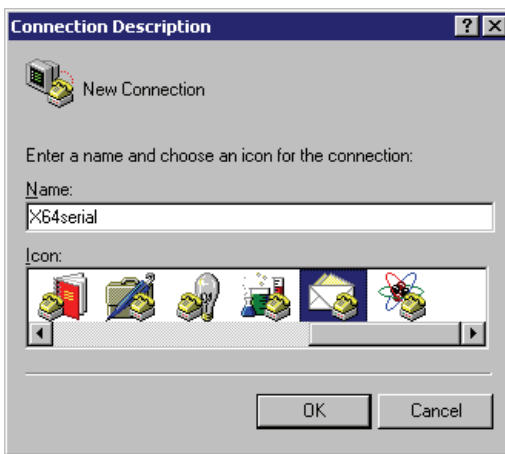 Connection Description
New Connection
Enter a name and choose an icon for the connection:
Name:
X64serial
Icon:
OK Cancel